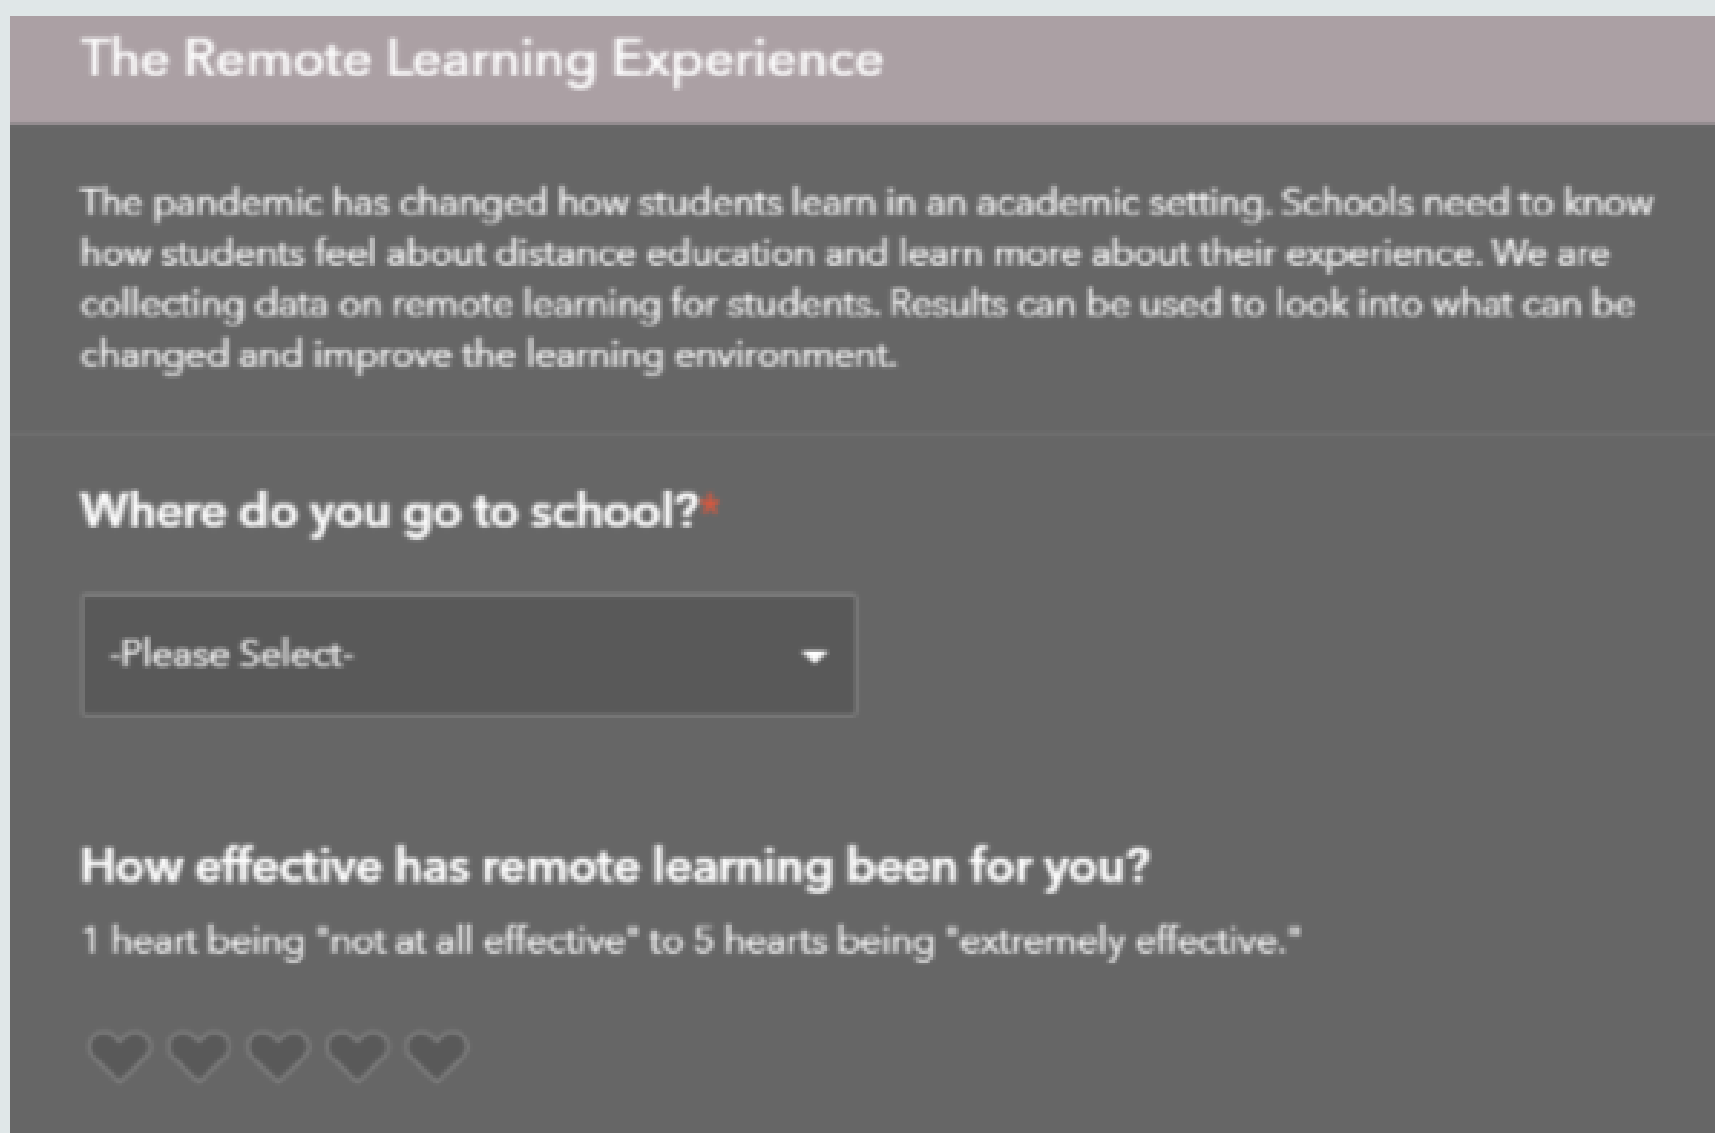 The Remote Learning Experience
The pandemic has changed how students learn in an academic setting. Schools need to know
how students feel about distance education and learn more about their experience. We are
collecting data on remote learning for students. Results can be used to look into what can be
changed and improve the learning environment.
Where do you go to school?*
-Please Select-
How effective has remote learning been for you?
1 heart being "not at all effective" to 5 hearts being "extremely effective."